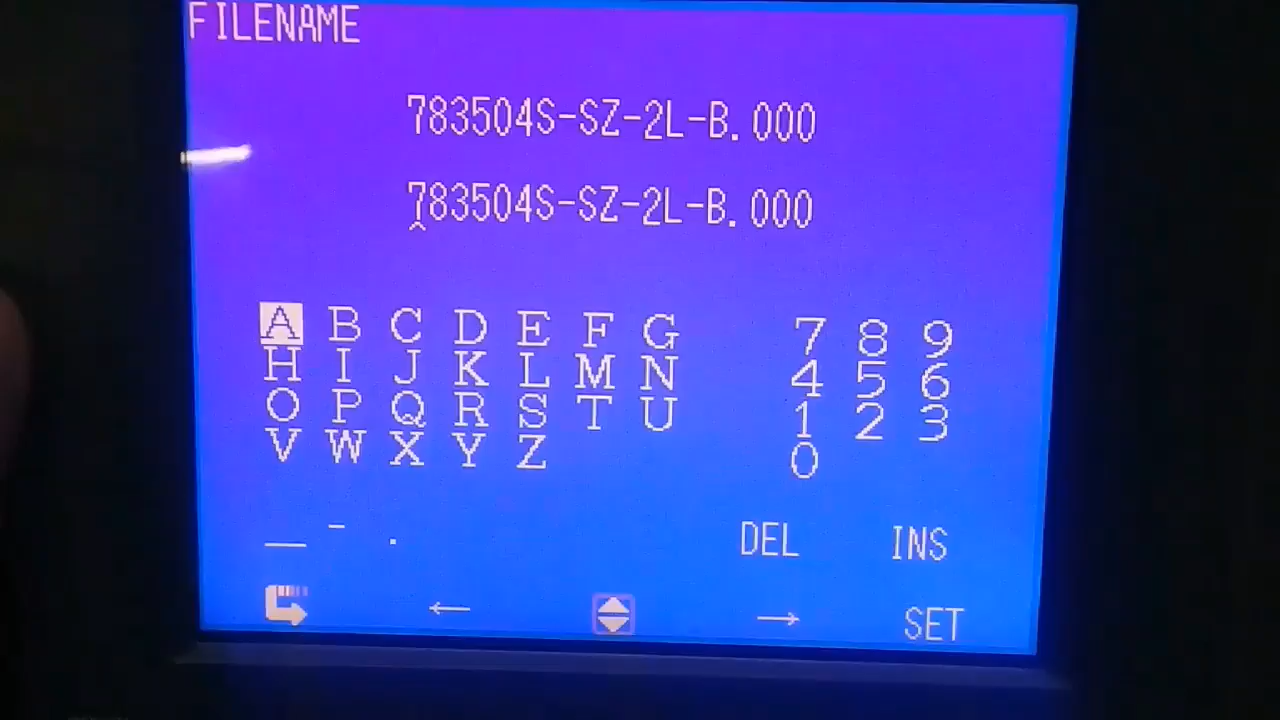 FILENAME
783504S-SZ-2L-B.000
783504S-SZ-2L-B.000
A B C D E F G 7 8 9
H I J K L M N 4 5 6
O P Q R S T U 1 2 3
V W X Y Z 0
_ - . DEL INS
← → SET